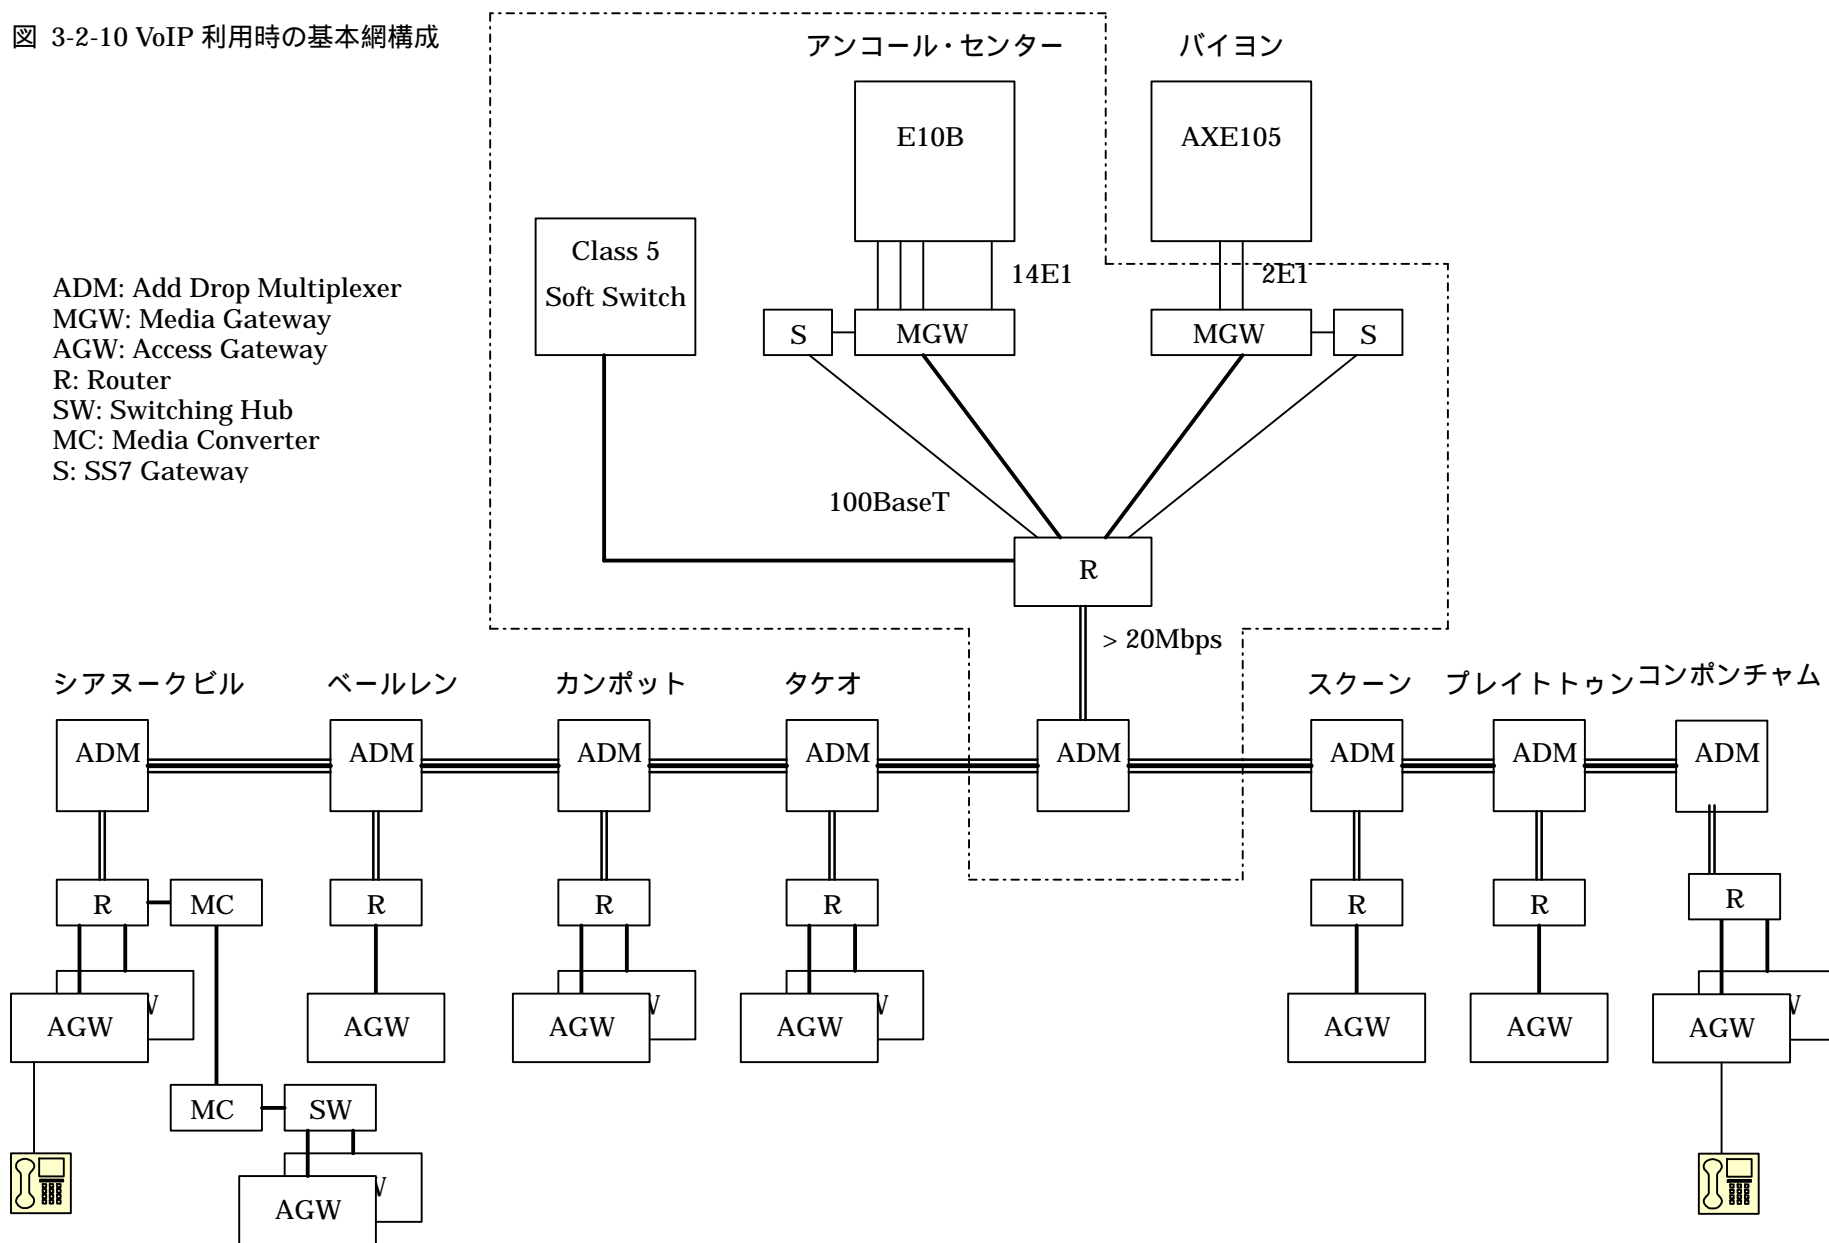 図 3-2-10 VoIP 利用時の基本網構成
アンコール・センター
バイヨン
E10B
AXE105
Class 5
Soft Switch
14E1
2E1
ADM: Add Drop Multiplexer
MGW: Media Gateway
AGW: Access Gateway
R: Router
SW: Switching Hub
MC: Media Converter
S: SS7 Gateway
S
MGW
MGW
S
100BaseT
R
> 20Mbps
シアヌークビル
ベールレン
カンポット
タケオ
スクーン
プレイトトゥン
コンポンチャム
ADM
ADM
ADM
ADM
ADM
ADM
ADM
ADM
R
MC
R
R
R
R
R
R
AGW
AGW
AGW
AGW
AGW
AGW
AGW
MC
SW
AGW